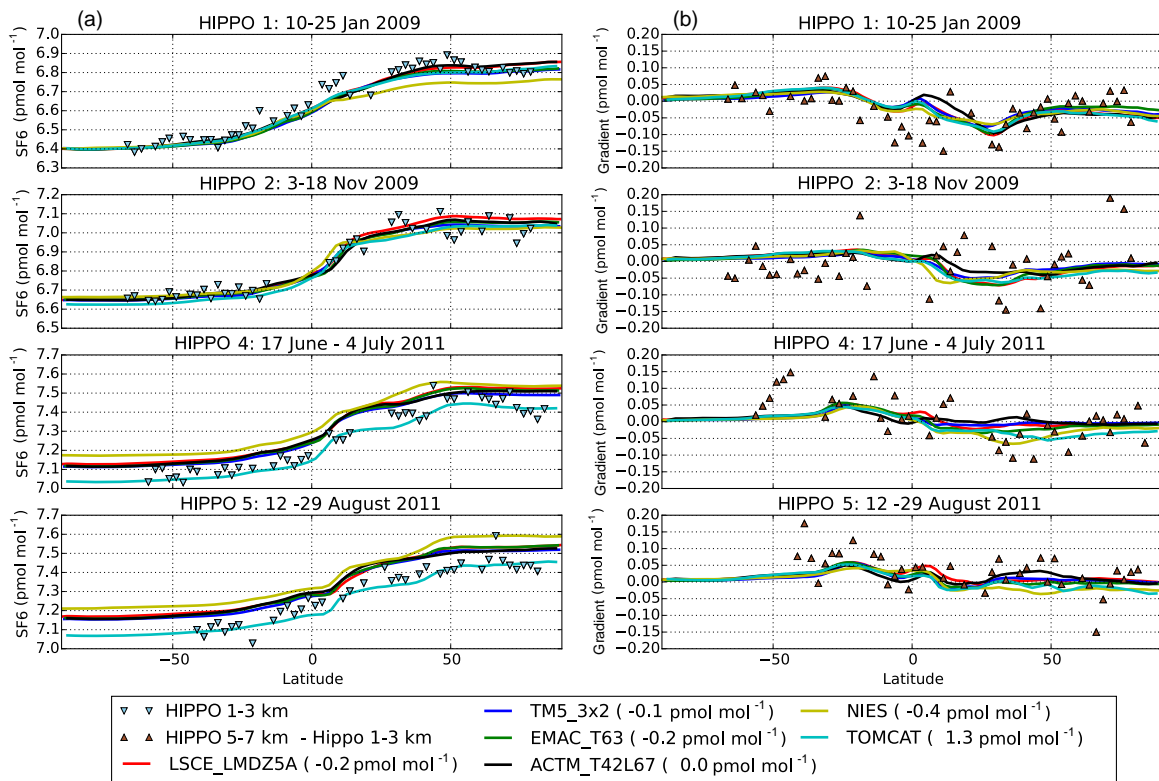 (a)
HIPPO 1: 10-25 Jan 2009
SF6 (pmol mol⁻¹)
7.0
6.9
6.8
6.7
6.6
6.5
6.4
6.3
HIPPO 2: 3-18 Nov 2009
SF6 (pmol mol⁻¹)
7.2
7.1
7.0
6.9
6.8
6.7
6.6
6.5
HIPPO 4: 17 June - 4 July 2011
SF6 (pmol mol⁻¹)
7.7
7.6
7.5
7.4
7.3
7.2
7.1
7.0
HIPPO 5: 12 -29 August 2011
SF6 (pmol mol⁻¹)
7.7
7.6
7.5
7.4
7.3
7.2
7.1
7.0
−50
0
50
Latitude
(b)
HIPPO 1: 10-25 Jan 2009
Gradient (pmol mol⁻¹)
0.20
0.15
0.10
0.05
0.00
−0.05
−0.10
−0.15
−0.20
HIPPO 2: 3-18 Nov 2009
Gradient (pmol mol⁻¹)
0.20
0.15
0.10
0.05
0.00
−0.05
−0.10
−0.15
−0.20
HIPPO 4: 17 June - 4 July 2011
Gradient (pmol mol⁻¹)
0.20
0.15
0.10
0.05
0.00
−0.05
−0.10
−0.15
−0.20
HIPPO 5: 12 -29 August 2011
Gradient (pmol mol⁻¹)
0.20
0.15
0.10
0.05
0.00
−0.05
−0.10
−0.15
−0.20
−50
0
50
Latitude
HIPPO 1-3 km
HIPPO 5-7 km - Hippo 1-3 km
LSCE_LMDZ5A ( -0.2 pmol mol⁻¹)
TM5_3x2 ( -0.1 pmol mol⁻¹)
EMAC_T63 ( -0.2 pmol mol⁻¹)
ACTM_T42L67 ( 0.0 pmol mol⁻¹)
NIES ( -0.4 pmol mol⁻¹)
TOMCAT ( 1.3 pmol mol⁻¹)